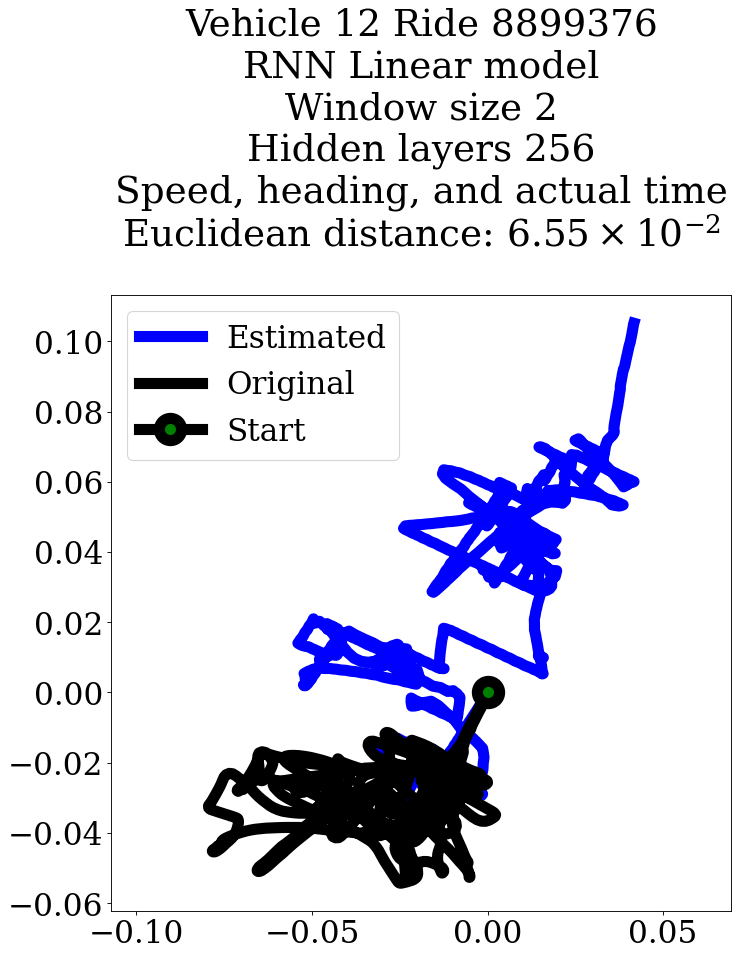 Vehicle 12 Ride 8899376
RNN Linear model
Window size 2
Hidden layers 256
Speed, heading, and actual time
Euclidean distance: 6.55 × 10⁻²
Estimated
Original
Start
0.10
0.08
0.06
0.04
0.02
0.00
−0.02
−0.04
−0.06
−0.10
−0.05
0.00
0.05